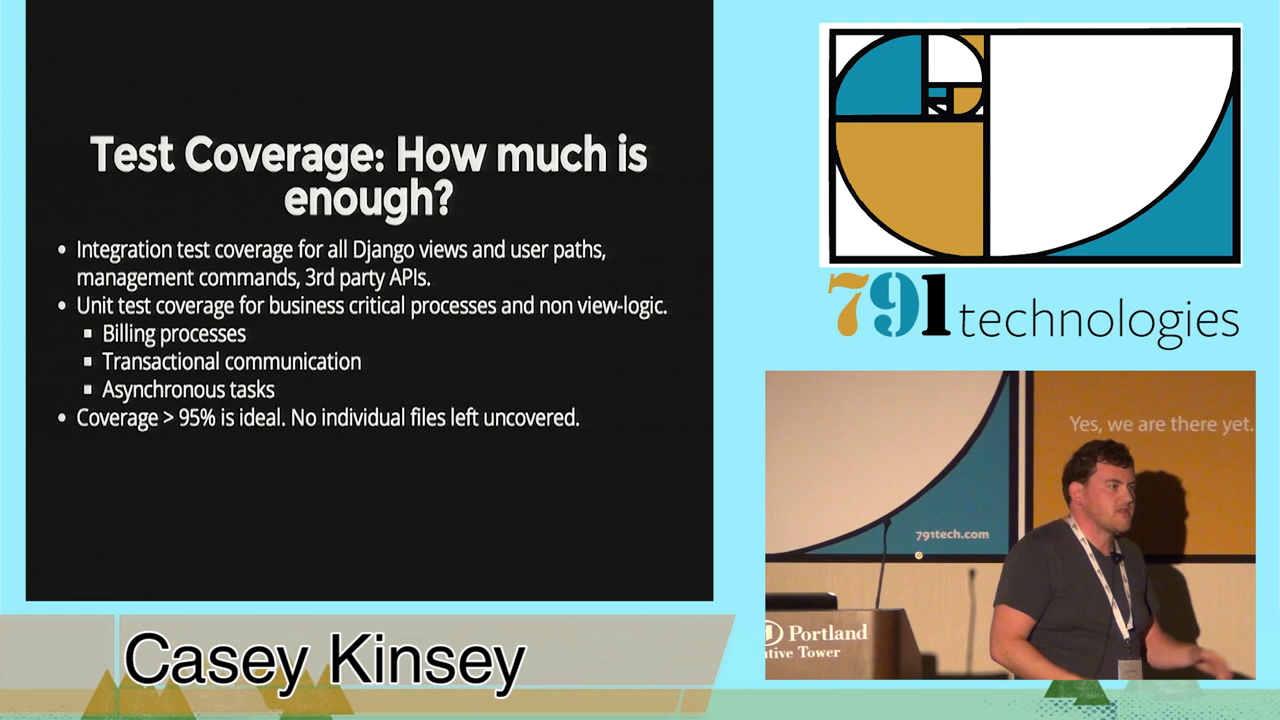 Test Coverage: How much is
enough?
• Integration test coverage for all Django views and user paths,
management commands, 3rd party APIs.
• Unit test coverage for business critical processes and non view-logic.
▪ Billing processes
▪ Transactional communication
▪ Asynchronous tasks
• Coverage > 95% is ideal. No individual files left uncovered.
791 technologies
Yes, we are there yet.
791tech.com
Portland
Tower
Casey Kinsey